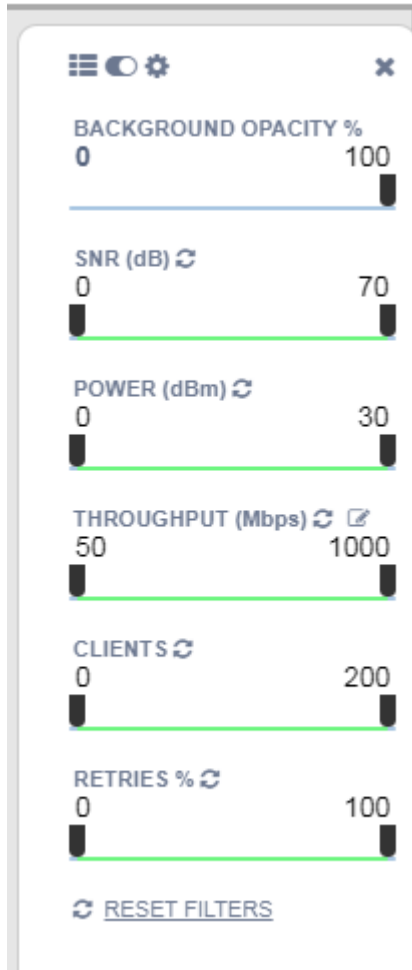 BACKGROUND OPACITY %
0 100
SNR (dB)
0 70
POWER (dBm)
0 30
THROUGHPUT (Mbps)
50 1000
CLIENTS
0 200
RETRIES %
0 100
RESET FILTERS